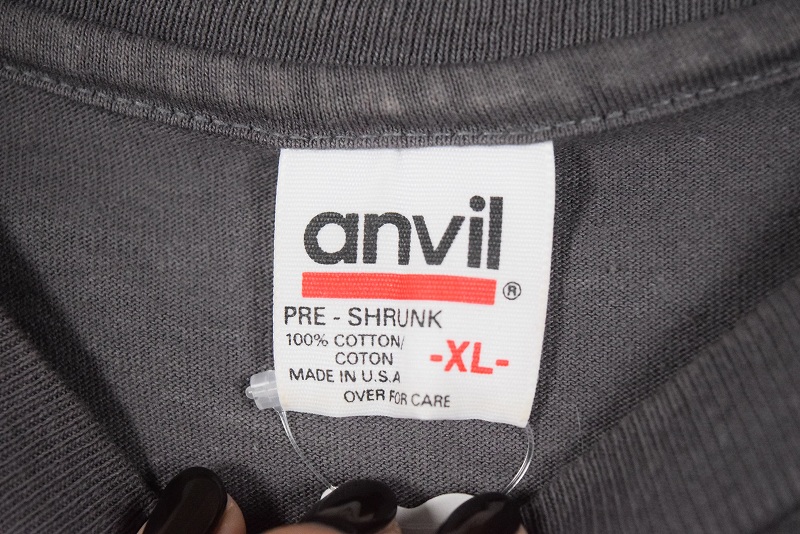 anvil
®
PRE - SHRUNK
100% COTTON/
COTON
-XL-
MADE IN U.S.A
OVER FOR CARE